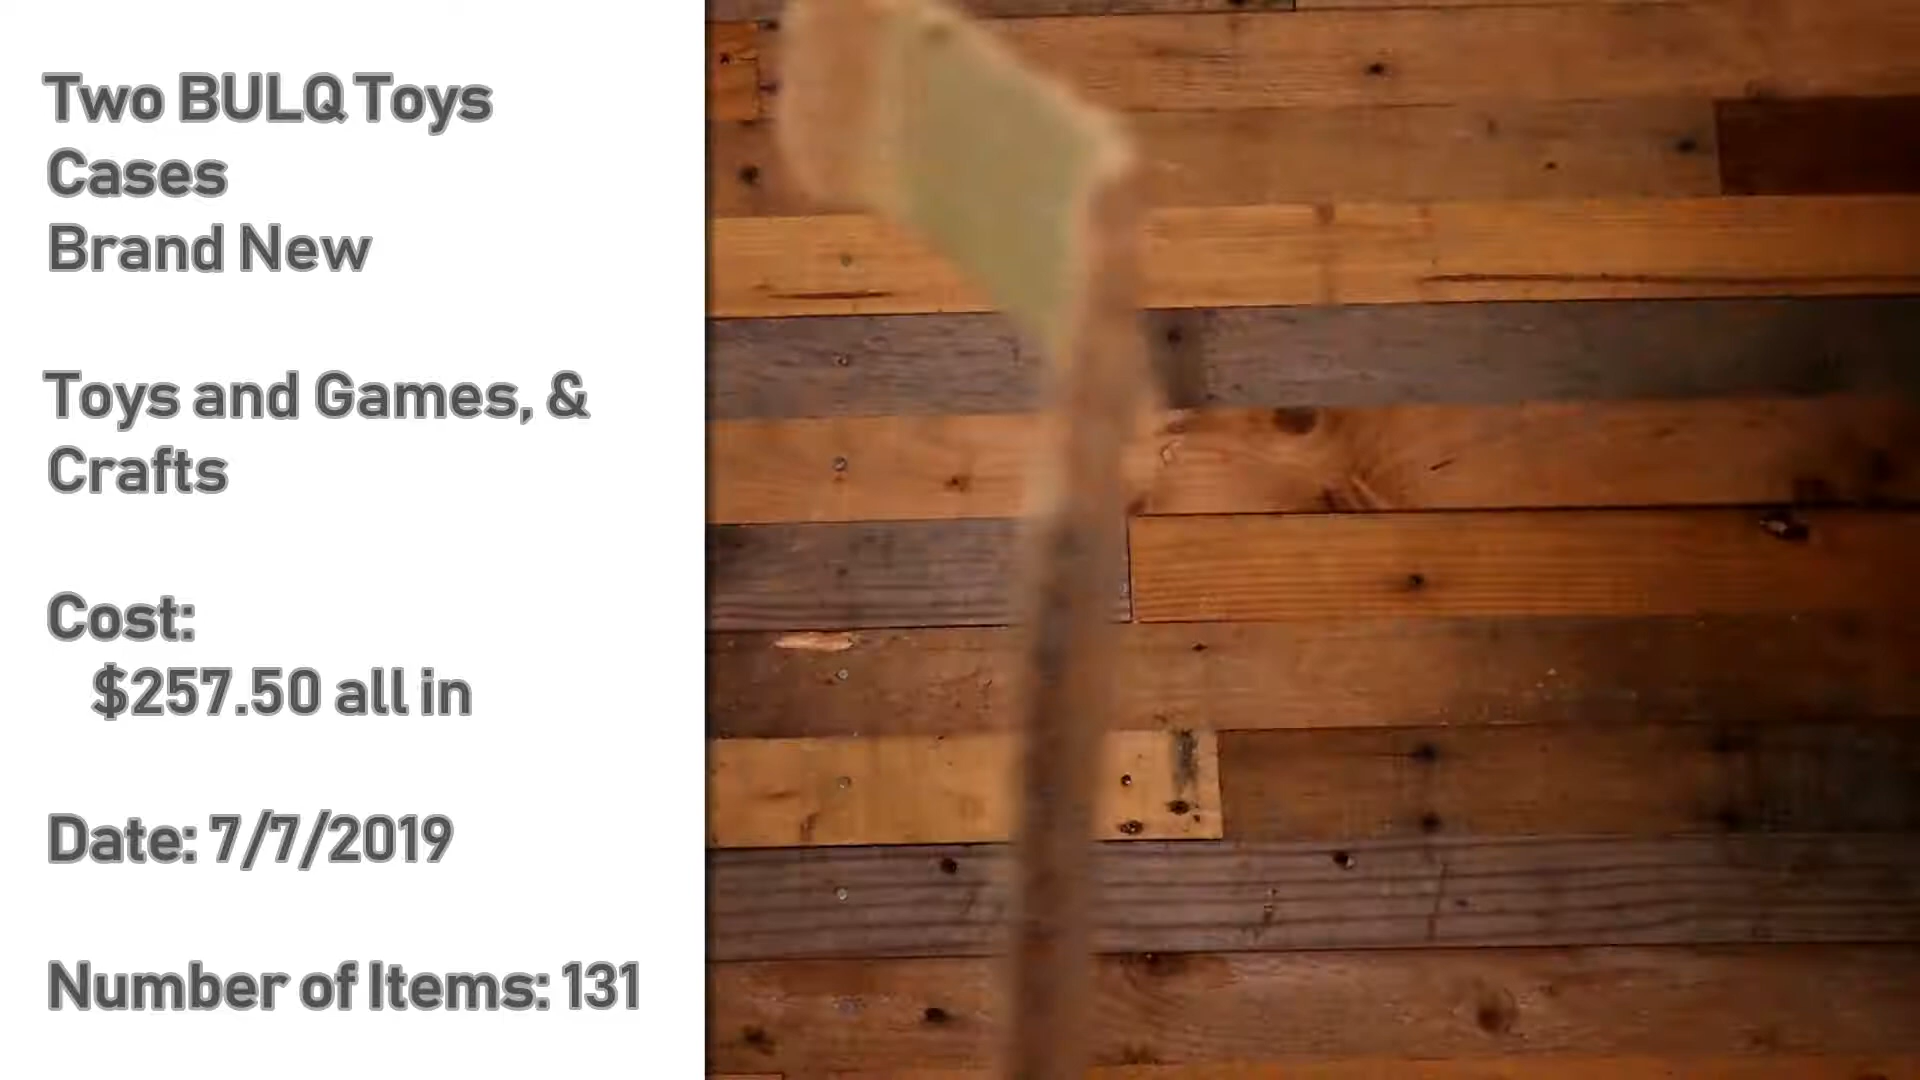 Two BULQ Toys
Cases
Brand New
Toys and Games, &
Crafts
Cost:
$257.50 all in
Date: 7/7/2019
Number of Items: 131